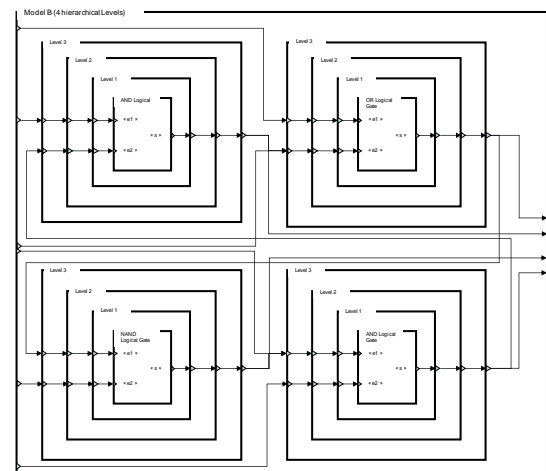 Model B (4 hierarchical Levels)
Level 3
Level 2
Level 1
AND Logical
Gate
< e1 >
< s >
< e2 >
Level 3
Level 2
Level 1
OR Logical
Gate
< e1 >
< s >
< e2 >
Level 3
Level 2
Level 1
NAND
Logical Gate
< e1 >
< s >
< e2 >
Level 3
Level 2
Level 1
AND Logical
Gate
< e1 >
< s >
< e2 >